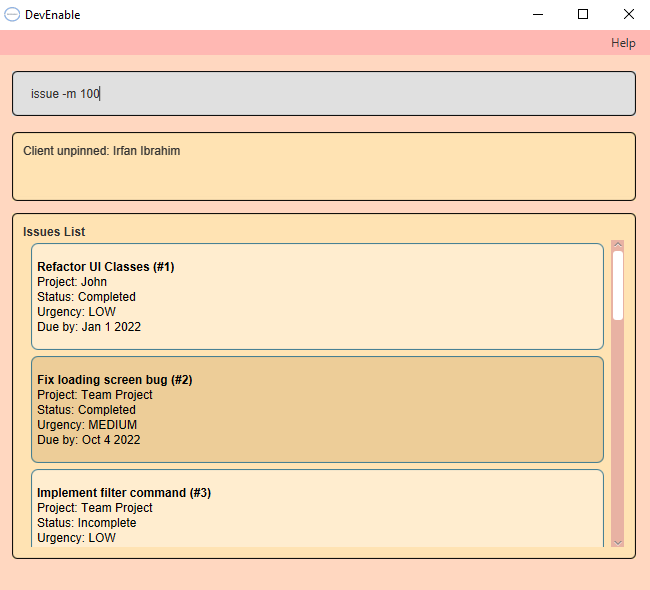 DevEnable
Help
issue -m 100
Client unpinned: Irfan Ibrahim
Issues List
Refactor UI Classes (#1)
Project: John
Status: Completed
Urgency: LOW
Due by: Jan 1 2022
Fix loading screen bug (#2)
Project: Team Project
Status: Completed
Urgency: MEDIUM
Due by: Oct 4 2022
Implement filter command (#3)
Project: Team Project
Status: Incomplete
Urgency: LOW